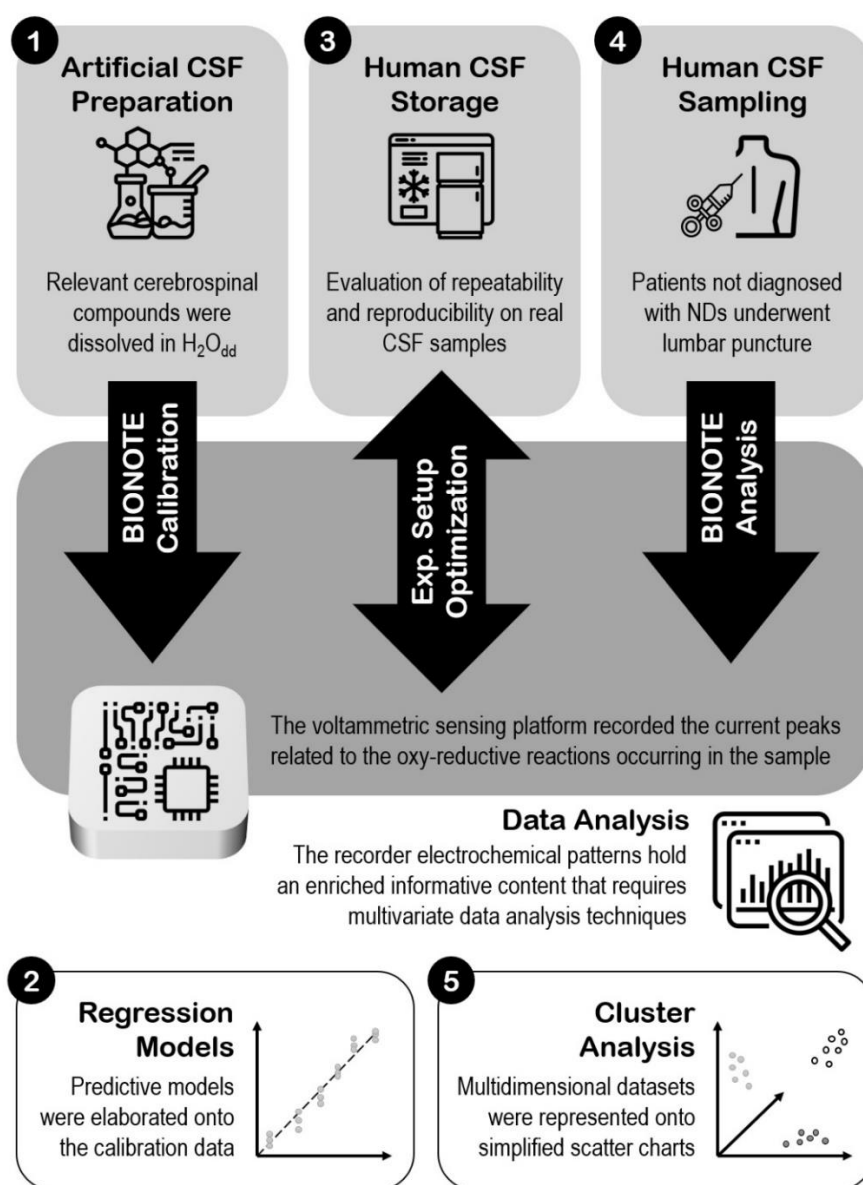 1
Artificial CSF
Preparation
Relevant cerebrospinal
compounds were
dissolved in H₂O_dd
3
Human CSF
Storage
Evaluation of repeatability
and reproducibility on real
CSF samples
4
Human CSF
Sampling
Patients not diagnosed
with NDs underwent
lumbar puncture
BIONOTE
Calibration
Exp. Setup
Optimization
BIONOTE
Analysis
The voltammetric sensing platform recorded the current peaks
related to the oxy-reductive reactions occurring in the sample
Data Analysis
The recorder electrochemical patterns hold
an enriched informative content that requires
multivariate data analysis techniques
2
Regression
Models
Predictive models
were elaborated onto
the calibration data
5
Cluster
Analysis
Multidimensional datasets
were represented onto
simplified scatter charts